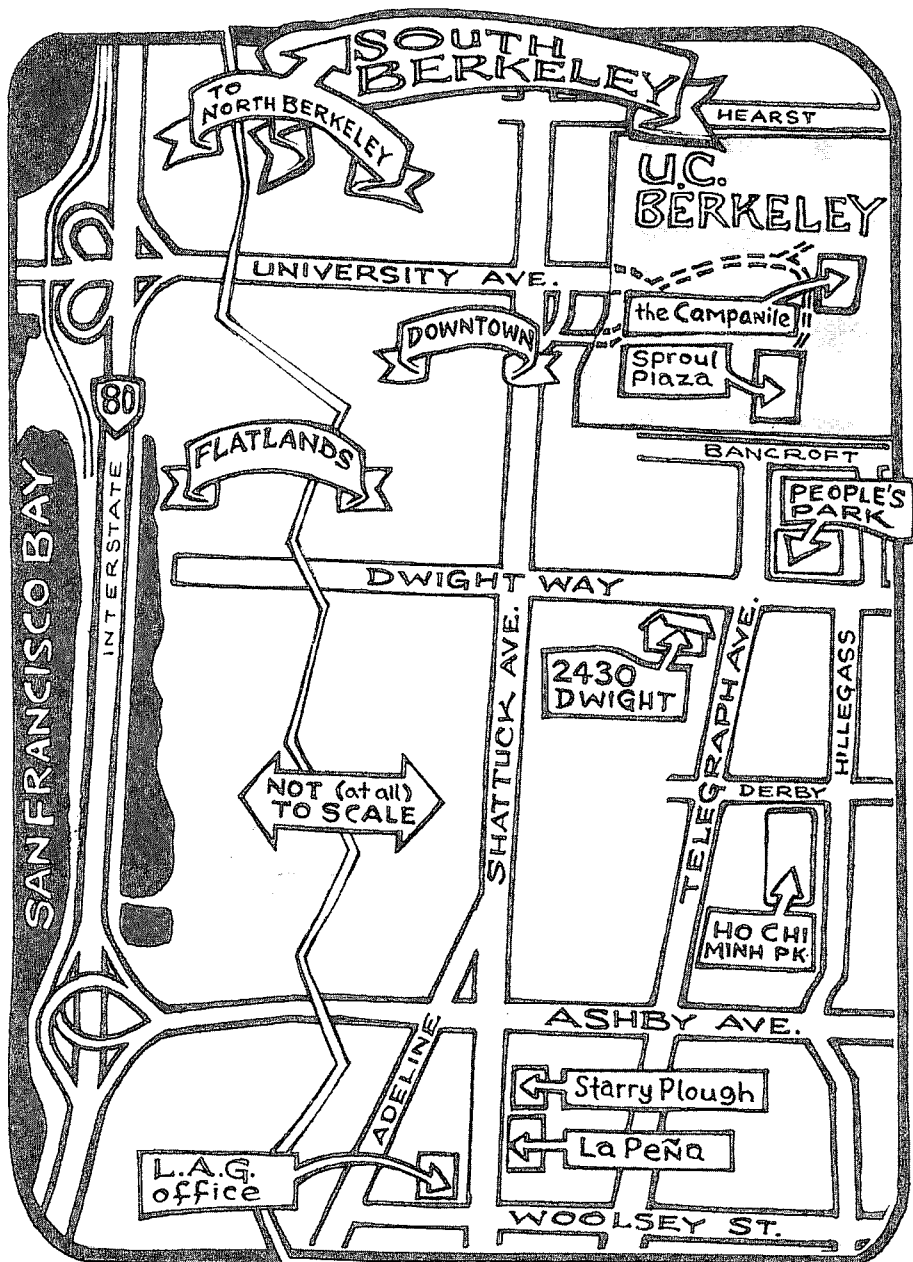 SOUTH
BERKELEY
TO
NORTH BERKELEY
HEARST
U.C.
BERKELEY
UNIVERSITY AVE.
the Campanile
DOWNTOWN
Sproul
Plaza
80
INTERSTATE
FLATLANDS
BANCROFT
PEOPLE'S
PARK
SAN FRANCISCO BAY
DWIGHT WAY
2430
DWIGHT
SHATTUCK AVE.
TELEGRAPH AVE.
HILLEGASS
NOT (at all)
TO SCALE
DERBY
HO CHI
MINH PK.
ASHBY AVE.
ADELINE
Starry Plough
La Peña
L.A.G.
office
WOOLSEY ST.